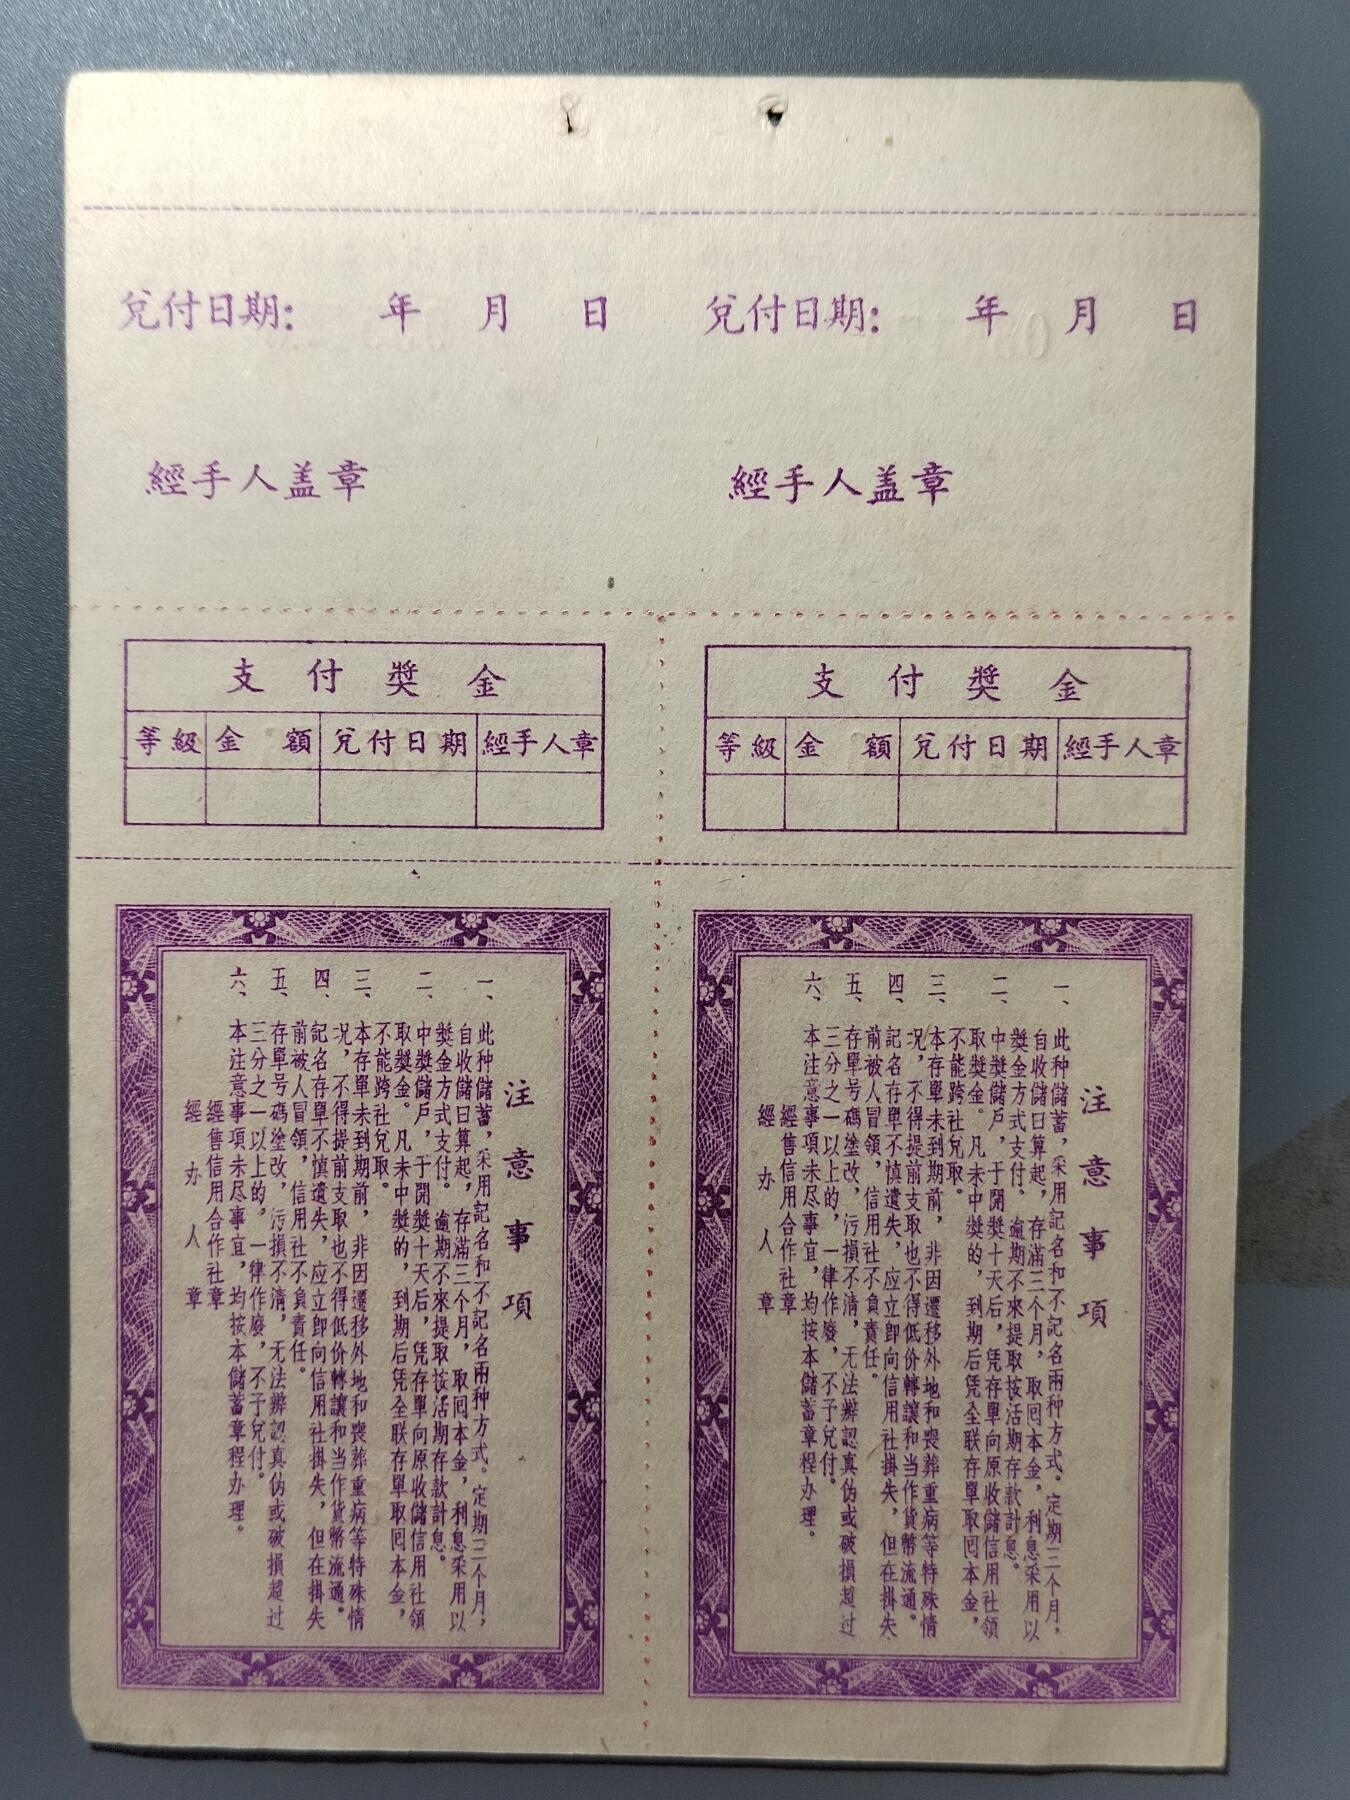 兌付日期:　年　月　日
兌付日期:　年　月　日
經手人盖章
經手人盖章
支付獎金
等級　金額　兌付日期　經手人章
支付獎金
等級　金額　兌付日期　經手人章
注意事項
一、此种儲蓄，采用記名和不記名兩种方式。定期三个月，
自收儲日算起，存滿三个月，取囘本金，利息采用以
獎金方式支付。逾期不來提取按活期存款計息。
二、中獎儲戶，于開獎十天后，凭存單向原收儲信用社領
取獎金。凡未中獎的，到期后凭全联存單取囘本金，
不能跨社兌取。
三、本存單未到期前，非因遷移外地和喪葬重病等特殊情
况，不得提前支取也不得低价轉讓和当作貨幣流通。
四、記名存單不慎遺失，应立卽向信用社掛失，但在掛失
前被人冒領，信用社不負責任。
五、存單号碼塗改，污損不清，无法辨認真伪或破損超过
三分之一以上的，一律作廢，不予兌付。
六、本注意事項未尽事宜，均按本儲蓄章程办理。
經售信用合作社章
經办人章
注意事項
一、此种儲蓄，采用記名和不記名兩种方式。定期三个月，
自收儲日算起，存滿三个月，取囘本金，利息采用以
獎金方式支付。逾期不來提取按活期存款計息。
二、中獎儲戶，于開獎十天后，凭存單向原收儲信用社領
取獎金。凡未中獎的，到期后凭全联存單取囘本金，
不能跨社兌取。
三、本存單未到期前，非因遷移外地和喪葬重病等特殊情
况，不得提前支取也不得低价轉讓和当作貨幣流通。
四、記名存單不慎遺失，应立卽向信用社掛失，但在掛失
前被人冒領，信用社不負責任。
五、存單号碼塗改，污損不清，无法辨認真伪或破損超过
三分之一以上的，一律作廢，不予兌付。
六、本注意事項未尽事宜，均按本儲蓄章程办理。
經售信用合作社章
經办人章